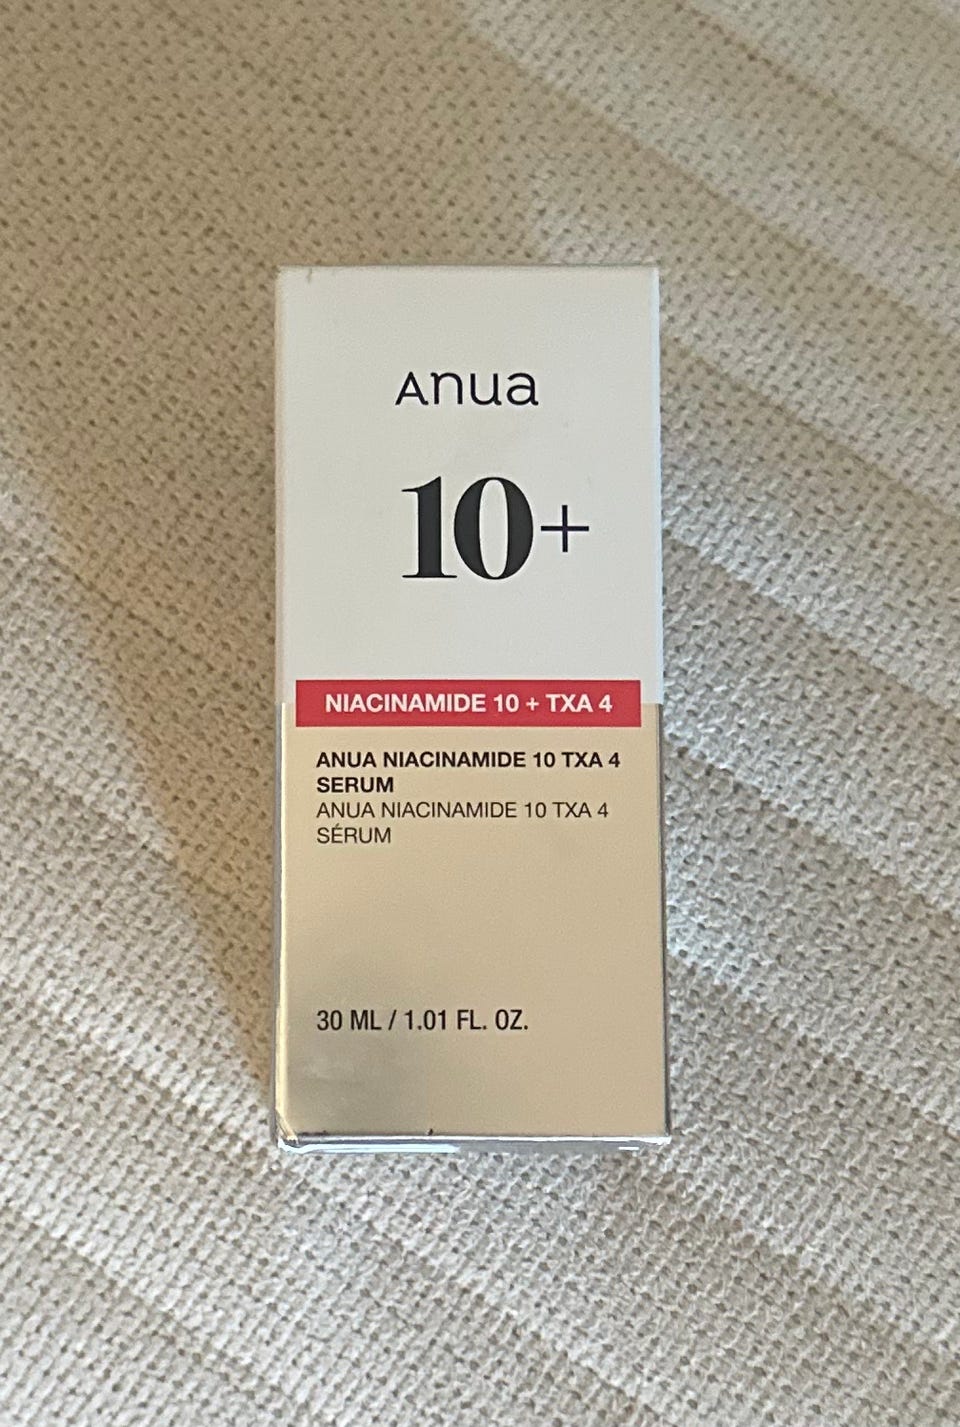 Anua
10+
NIACINAMIDE 10 + TXA 4
ANUA NIACINAMIDE 10 TXA 4
SERUM
ANUA NIACINAMIDE 10 TXA 4
SÉRUM
30 ML / 1.01 FL. OZ.